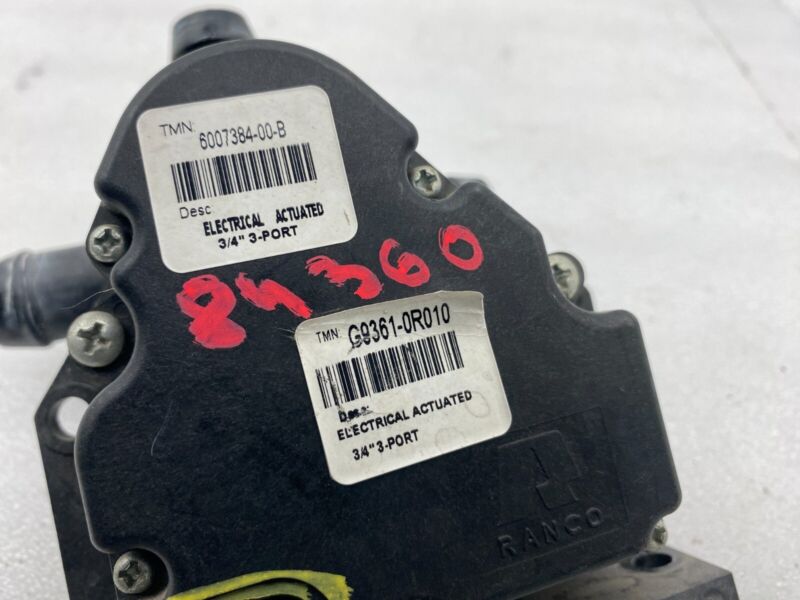 TMN: 6007384-00-B
Desc
ELECTRICAL ACTUATED
3/4" 3-PORT
84360
TMN: G9361-0R010
ELECTRICAL ACTUATED
3/4" 3-PORT
RANCO